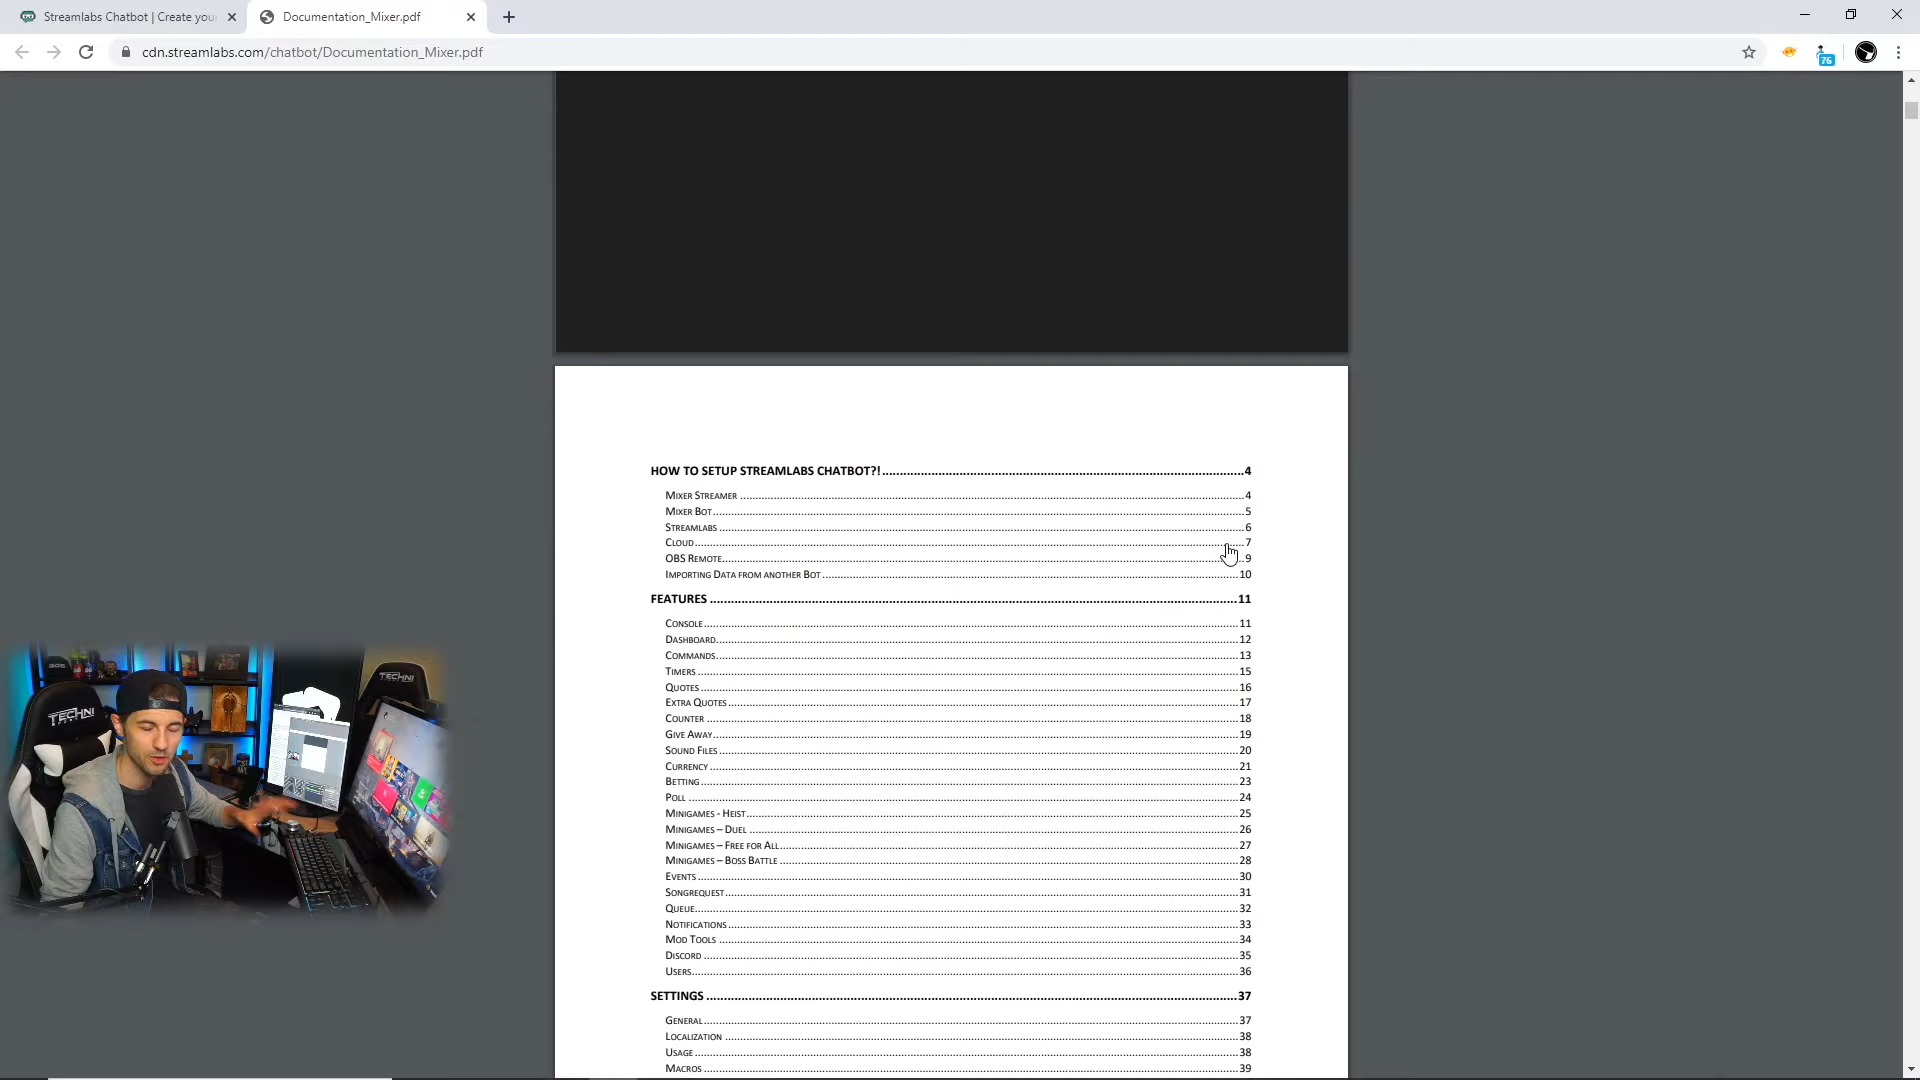 Streamlabs Chatbot | Create your
Documentation_Mixer.pdf
cdn.streamlabs.com/chatbot/Documentation_Mixer.pdf
76
HOW TO SETUP STREAMLABS CHATBOT?! 4
MIXER STREAMER 4
MIXER BOT 5
STREAMLABS 6
CLOUD 7
OBS REMOTE 9
IMPORTING DATA FROM ANOTHER BOT 10
FEATURES 11
CONSOLE 11
DASHBOARD 12
COMMANDS 13
TIMERS 15
QUOTES 16
EXTRA QUOTES 17
COUNTER 18
GIVE AWAY 19
SOUND FILES 20
CURRENCY 21
BETTING 23
POLL 24
MINIGAMES - HEIST 25
MINIGAMES – DUEL 26
MINIGAMES – FREE FOR ALL 27
MINIGAMES – BOSS BATTLE 28
EVENTS 30
SONGREQUEST 31
QUEUE 32
NOTIFICATIONS 33
MOD TOOLS 34
DISCORD 35
USERS 36
SETTINGS 37
GENERAL 37
LOCALIZATION 38
USAGE 38
MACROS 39
TECHNI
TECHNI